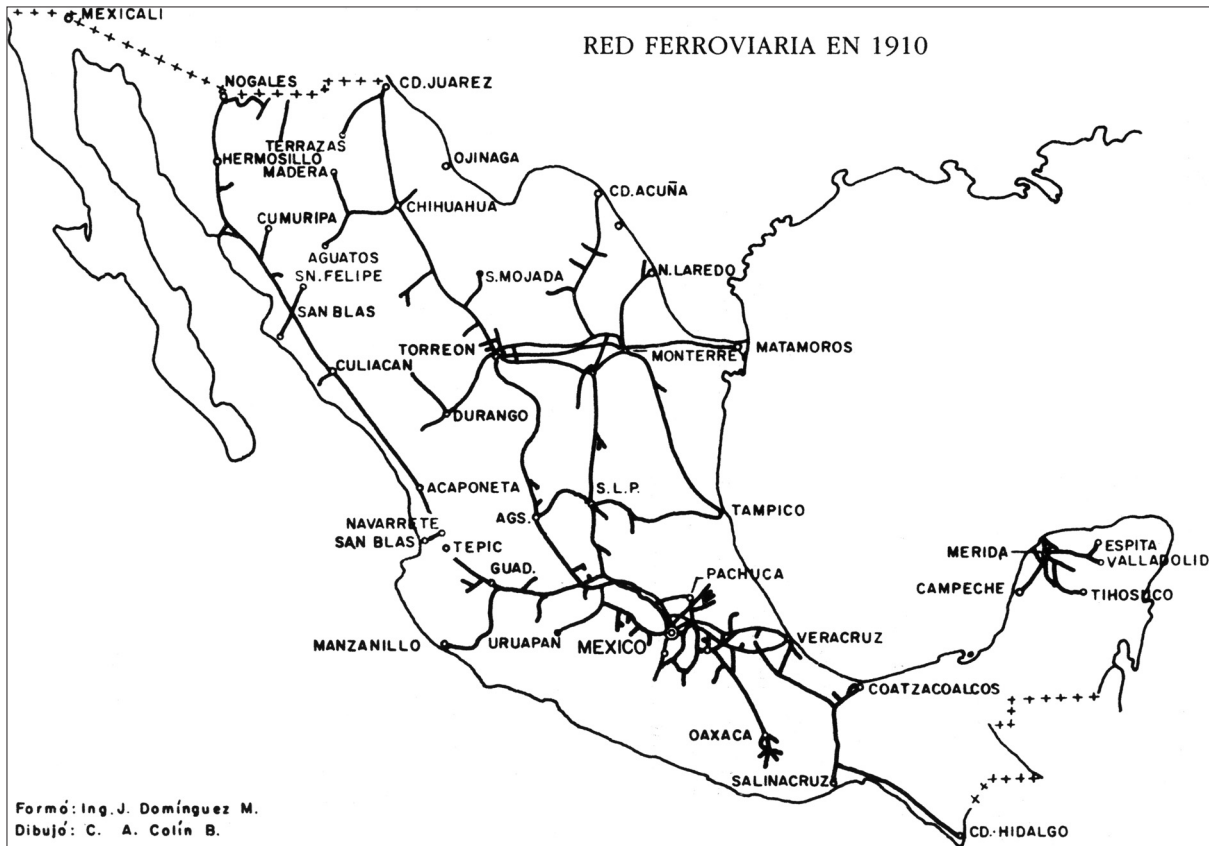 MEXICALI
RED FERROVIARIA EN 1910
NOGALES
CD. JUAREZ
TERRAZAS
HERMOSILLO
MADERA
OJINAGA
CD. ACUÑA
CHIHUAHUA
CUMURIPA
AGUATOS
SN. FELIPE
S. MOJADA
N. LAREDO
SAN BLAS
TORREON
MONTERRE
MATAMOROS
CULIACAN
DURANGO
ACAPONETA
S.L.P.
AGS.
TAMPICO
NAVARRETE
SAN BLAS
TEPIC
GUAD.
PACHUCA
MERIDA
ESPITA
VALLADOLID
CAMPECHE
TIHOSUCO
MANZANILLO
URUAPAN
MEXICO
VERACRUZ
COATZACOALCOS
OAXACA
SALINACRUZ
CD. HIDALGO
Formó: Ing. J. Domínguez M.
Dibujó: C. A. Colín B.